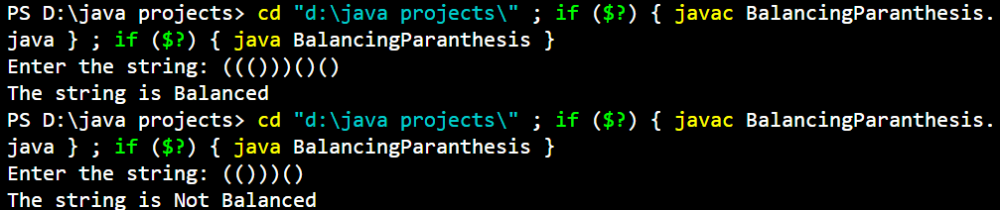 PS D:\java projects> cd "d:\java projects\" ; if ($?) { javac BalancingParanthesis.
java } ; if ($?) { java BalancingParanthesis }
Enter the string: ((()))()()
The string is Balanced
PS D:\java projects> cd "d:\java projects\" ; if ($?) { javac BalancingParanthesis.
java } ; if ($?) { java BalancingParanthesis }
Enter the string: (()))()
The string is Not Balanced